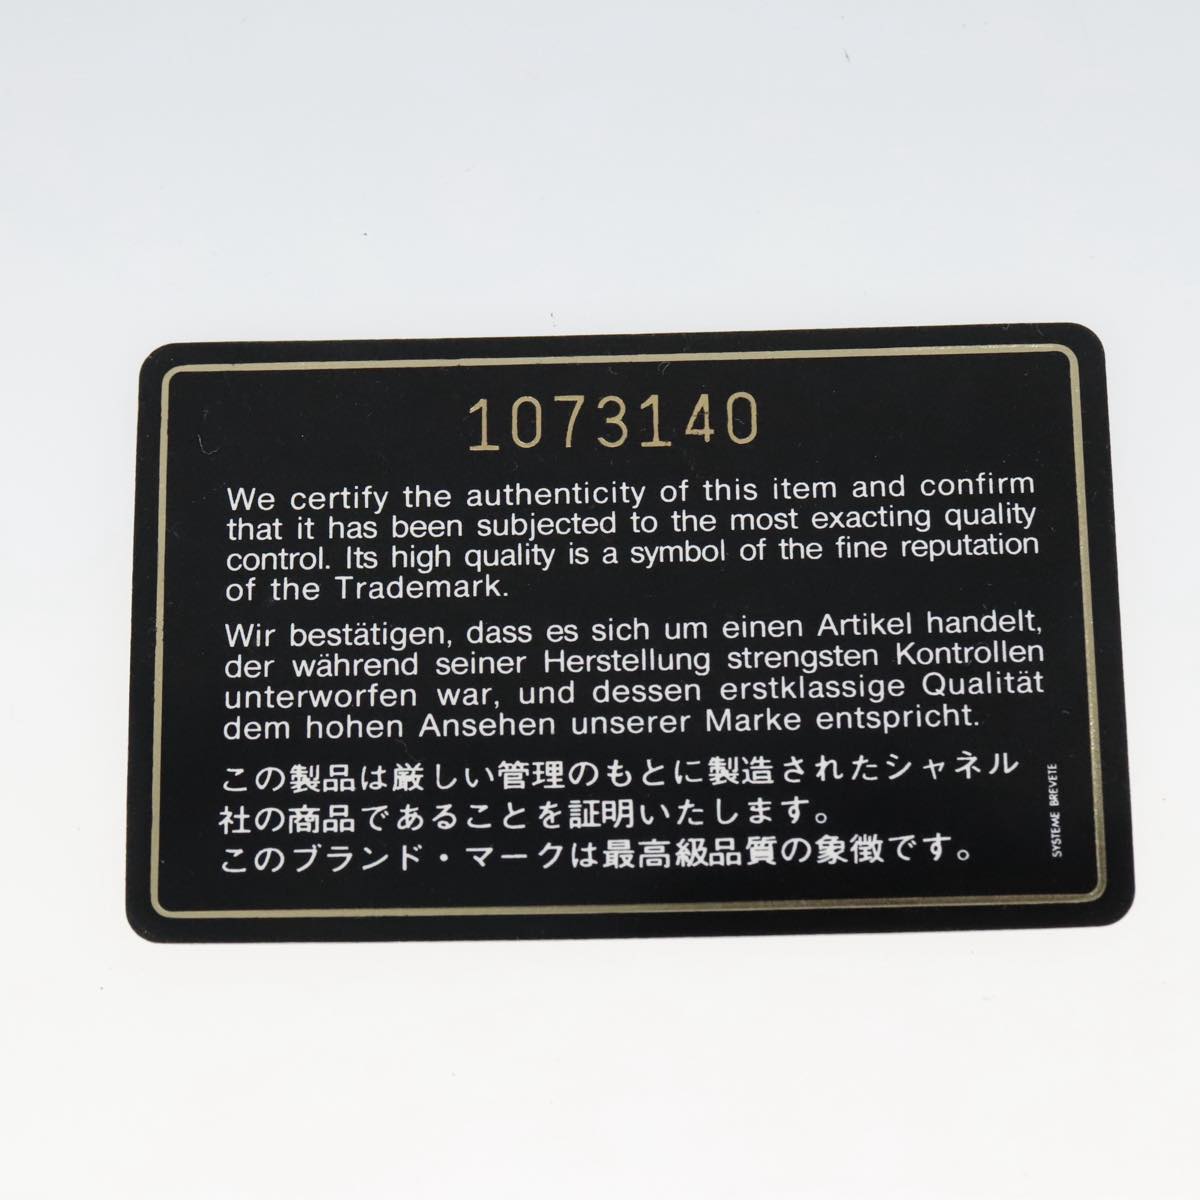 1073140
We certify the authenticity of this item and confirm
that it has been subjected to the most exacting quality
control. Its high quality is a symbol of the fine reputation
of the Trademark.
Wir bestätigen, dass es sich um einen Artikel handelt,
der während seiner Herstellung strengsten Kontrollen
unterworfen war, und dessen erstklassige Qualität
dem hohen Ansehen unserer Marke entspricht.
この製品は厳しい管理のもとに製造されたシャネル
社の商品であることを証明いたします。
このブランド・マークは最高級品質の象徴です。
SYSTEME BREVETE